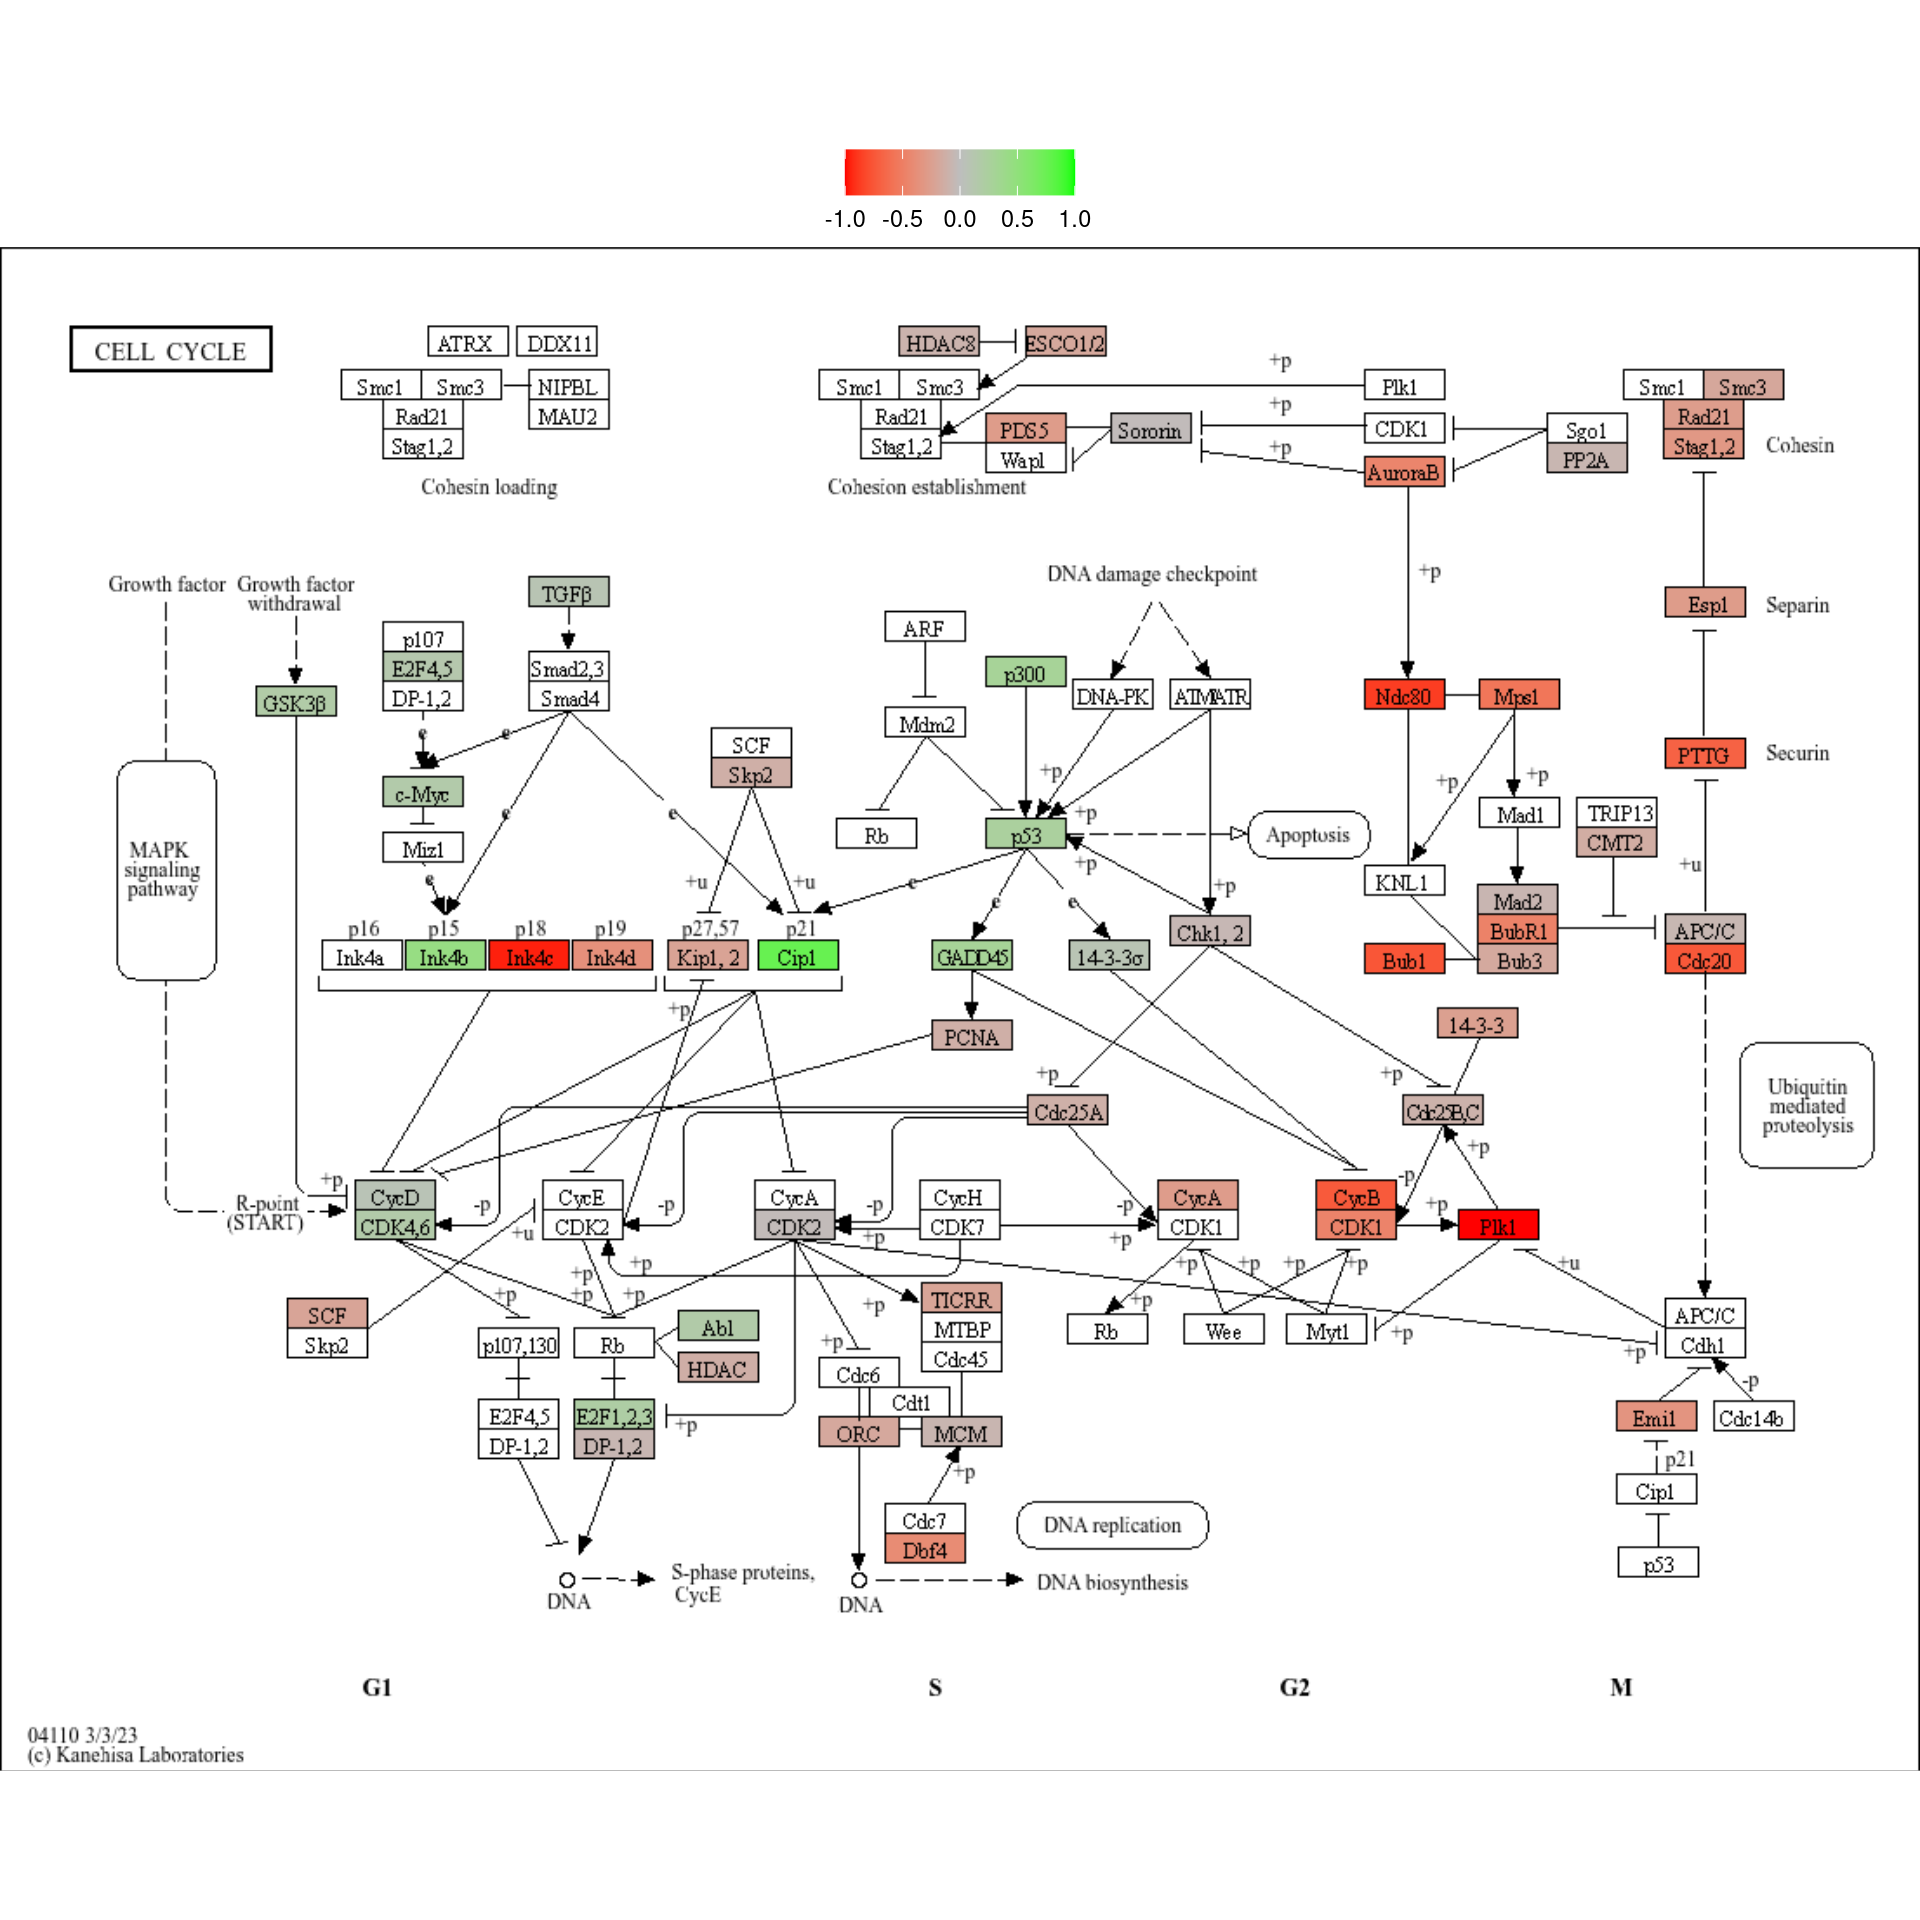 -1.0 -0.5 0.0 0.5 1.0
CELL CYCLE
ATRX DDX11
Smc1 Smc3 NIPBL
Rad21 MAU2
Stag1,2
Cohesin loading
HDAC8 ESCO1/2
Smc1 Smc3
Rad21
Stag1,2
PDS5 Sororin
Wapl
Cohesion establishment
+p
Plk1
+p
CDK1
+p
AuroraB
Sgo1
PP2A
Smc1 Smc3
Rad21
Stag1,2
Cohesin
+p
Esp1 Separin
PTTG Securin
Growth factor
Growth factor
withdrawal
GSK3β
MAPK
signaling
pathway
p107
E2F4,5
DP-1,2
e
c-Myc
Miz1
e
TGFβ
Smad2,3
Smad4
e
e
e
SCF
Skp2
+u +u
ARF
Mdm2
Rb
p300
DNA damage checkpoint
DNA-PK ATM/ATR
+p
+p
p53
+p
Apoptosis
e
e
e
+p
Ndc80 Mps1
+p +p
Mad1
TRIP13
CMT2
KNL1
Mad2
BubR1
Bub3
Bub1
+u
APC/C
Cdc20
p16 p15 p18 p19 p27,57 p21
Ink4a Ink4b Ink4c Ink4d Kip1, 2 Cip1
GADD45 14-3-3σ Chk1, 2
+p
PCNA
14-3-3
+p
Cdc25A
+p
Cdc25B,C
+p
Ubiquitin
mediated
proteolysis
R-point
(START)
+p
CycD
CDK4,6
-p
+u
CycE
CDK2
-p
CycA
CDK2
-p
+p
CycH
CDK7
-p
+p
CycA
CDK1
CycB
CDK1
-p
+p
Plk1
+p
+p
+p +p
+p
+p +p +p +p
+u
SCF
Skp2
p107,130
Rb
Abl
HDAC
E2F4,5
DP-1,2
E2F1,2,3
DP-1,2
+p
+p
+p
TICRR
MTBP
Cdc45
Cdc6
Cdt1
ORC MCM
+p
Cdc7
Dbf4
+p
Rb
Wee
Myt1
+p
+p
APC/C
Cdh1
-p
Emi1 Cdc14b
p21
Cip1
p53
DNA
S-phase proteins,
CycE
DNA
DNA replication
DNA biosynthesis
G1 S G2 M
04110 3/3/23
(c) Kanehisa Laboratories